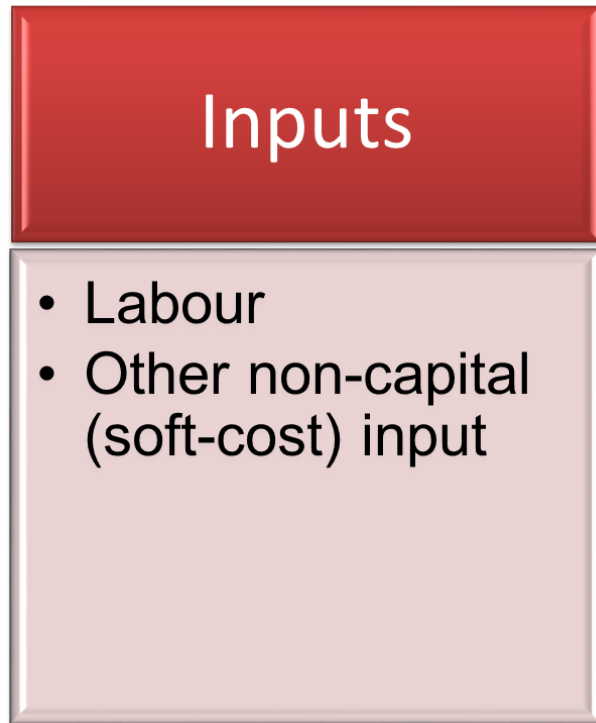 Inputs
• Labour
• Other non-capital
(soft-cost) input